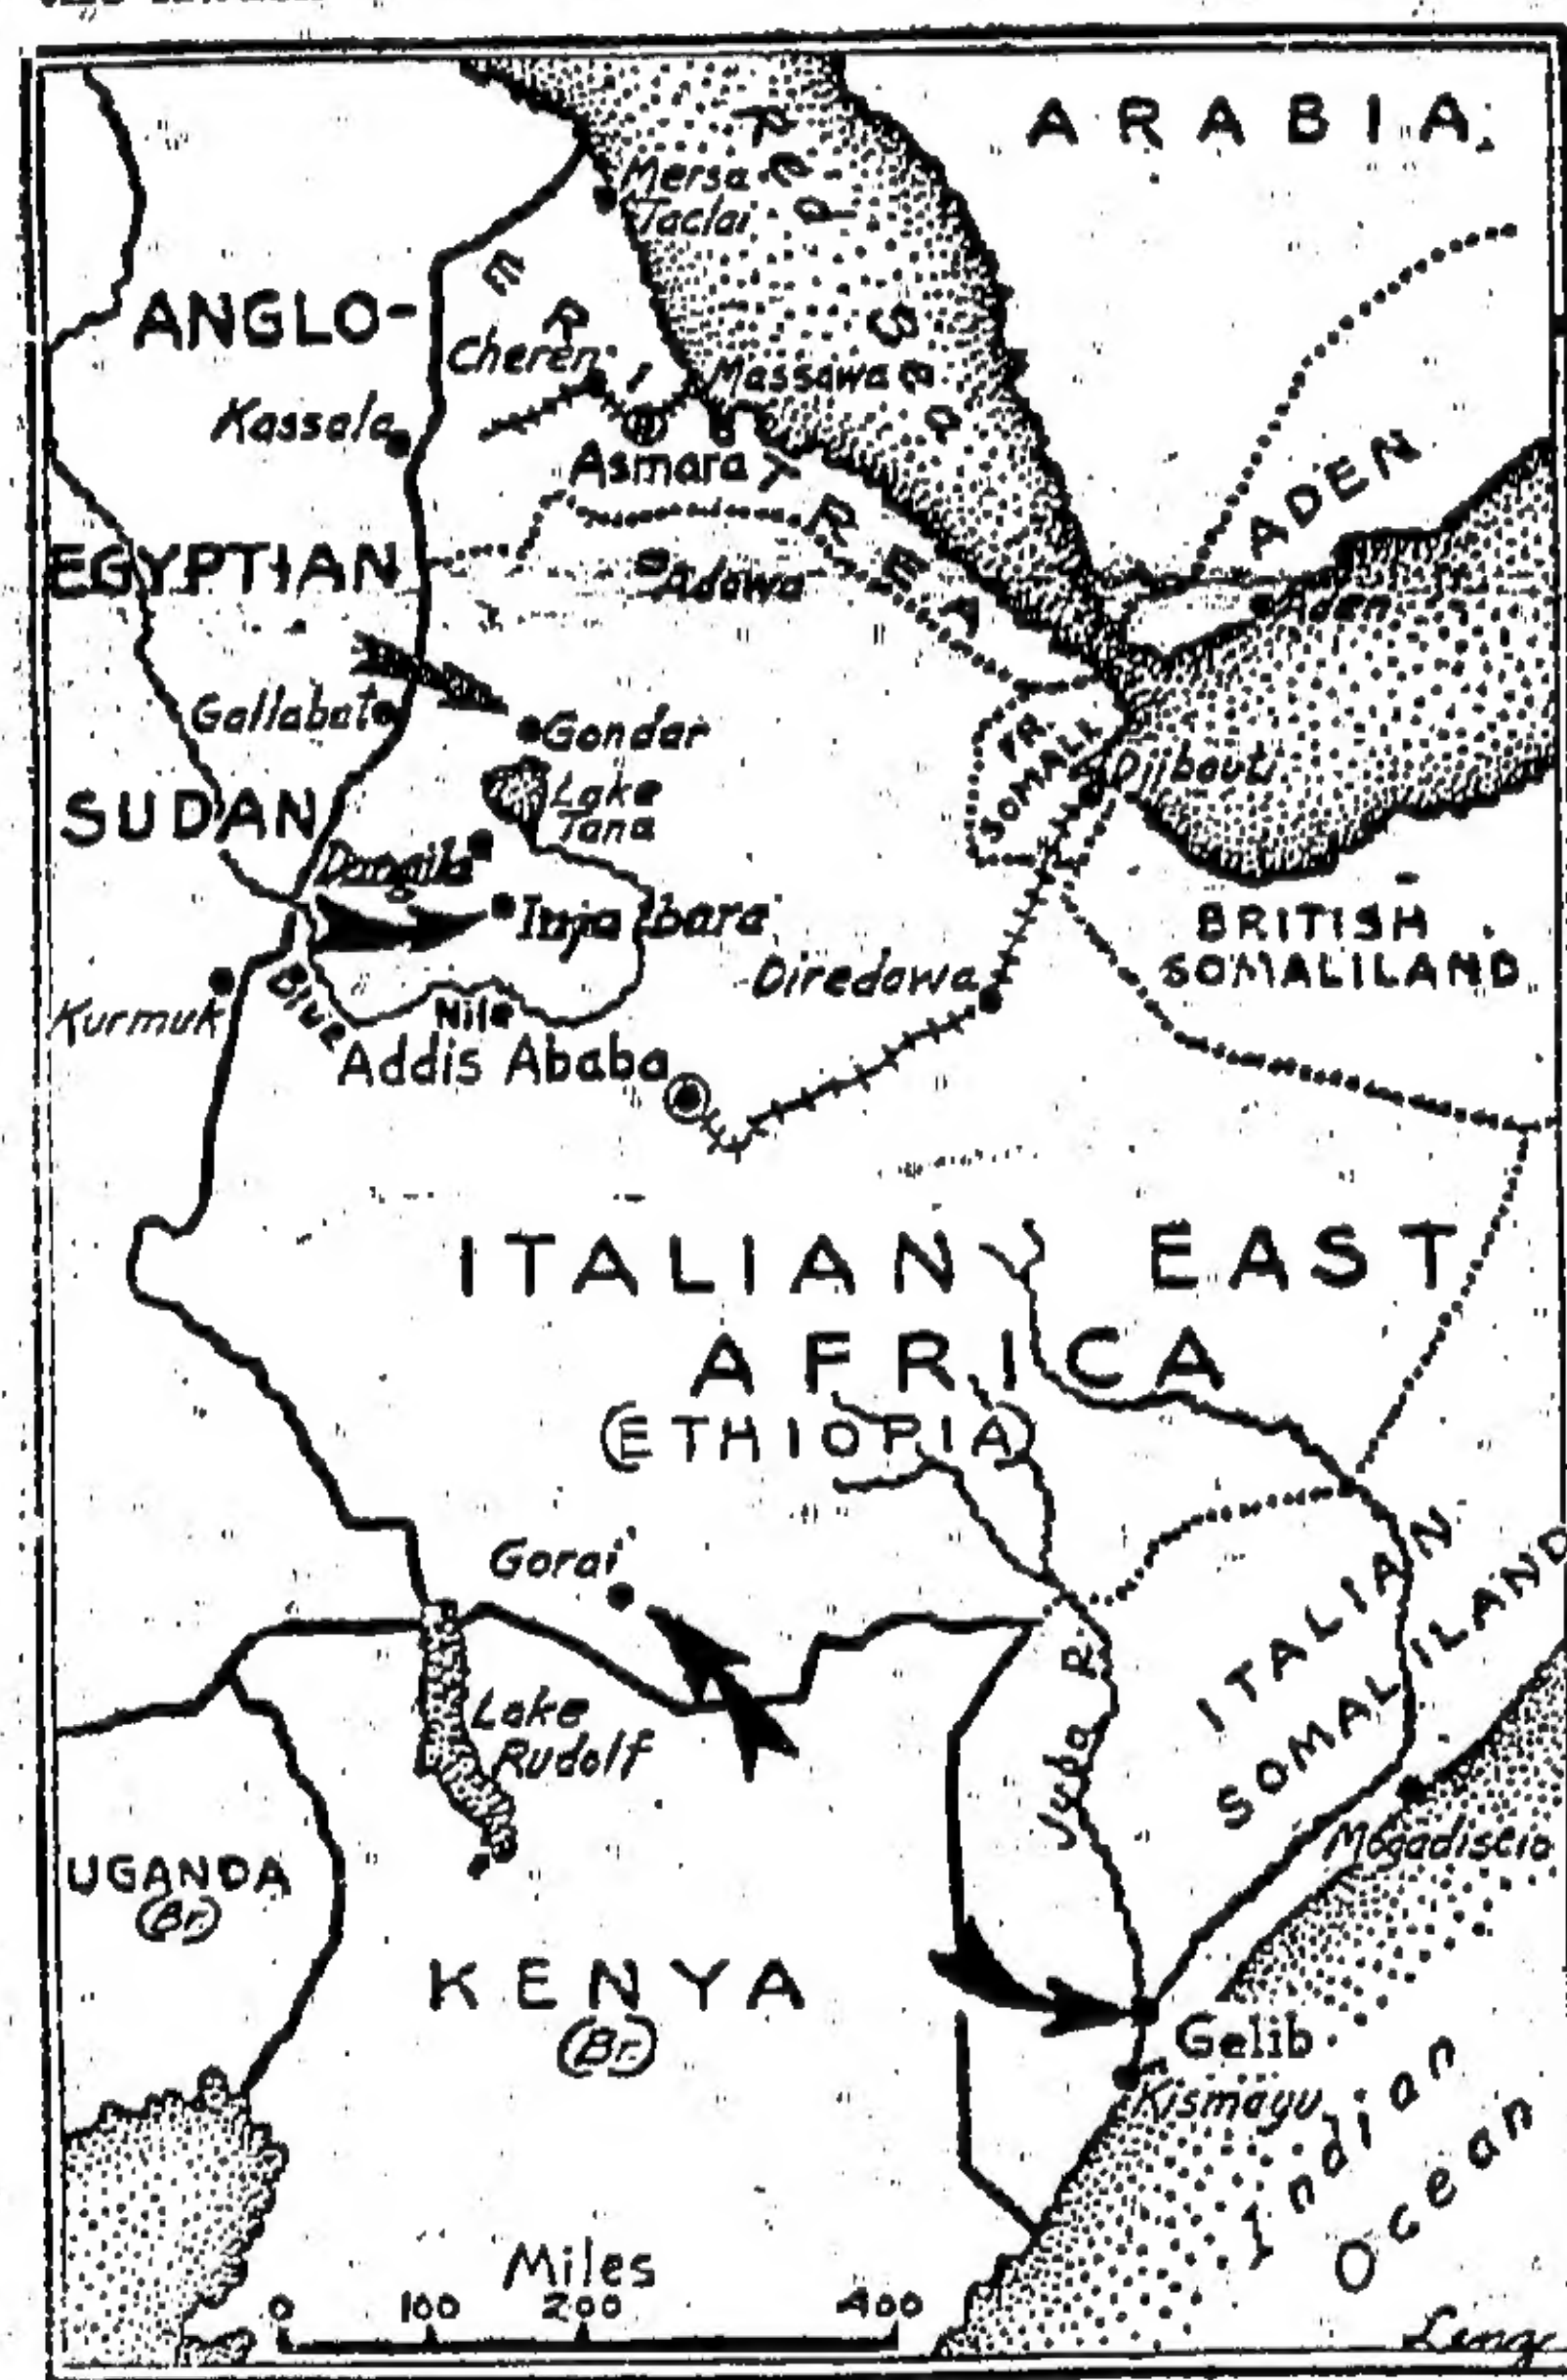 ARABIA
Red Sea
Mersa
Taclai
ERITREA
ANGLO-
Cheren
Massawa
Kassala
Asmara
ADEN
EGYPTIAN
Adowa
Aden
Gallabat
Gondar
FR.
SOMALI
Djibouti
Lake
Tana
SUDAN
Dangila
Injabara
BRITISH
SOMALILAND
Diredawa
Kurmuk
Blue
Nile
Addis Ababa
ITALIAN EAST
AFRICA
(ETHIOPIA)
Gorai
ITALIAN
SOMALILAND
Juba R.
Lake
Rudolf
Mogadiscio
UGANDA
(Br.)
KENYA
(Br.)
Gelib
Kismayu
Indian
Ocean
Miles
0 100 200 400